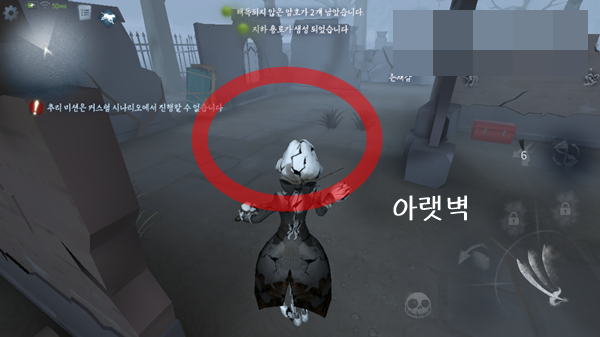 해독되지 않은 암호가 2개 남았습니다.
지하 통로가 생성 되었습니다
추리 미션은 커스텀 시나리오에서 진행할 수 없습니다
6
아랫벽